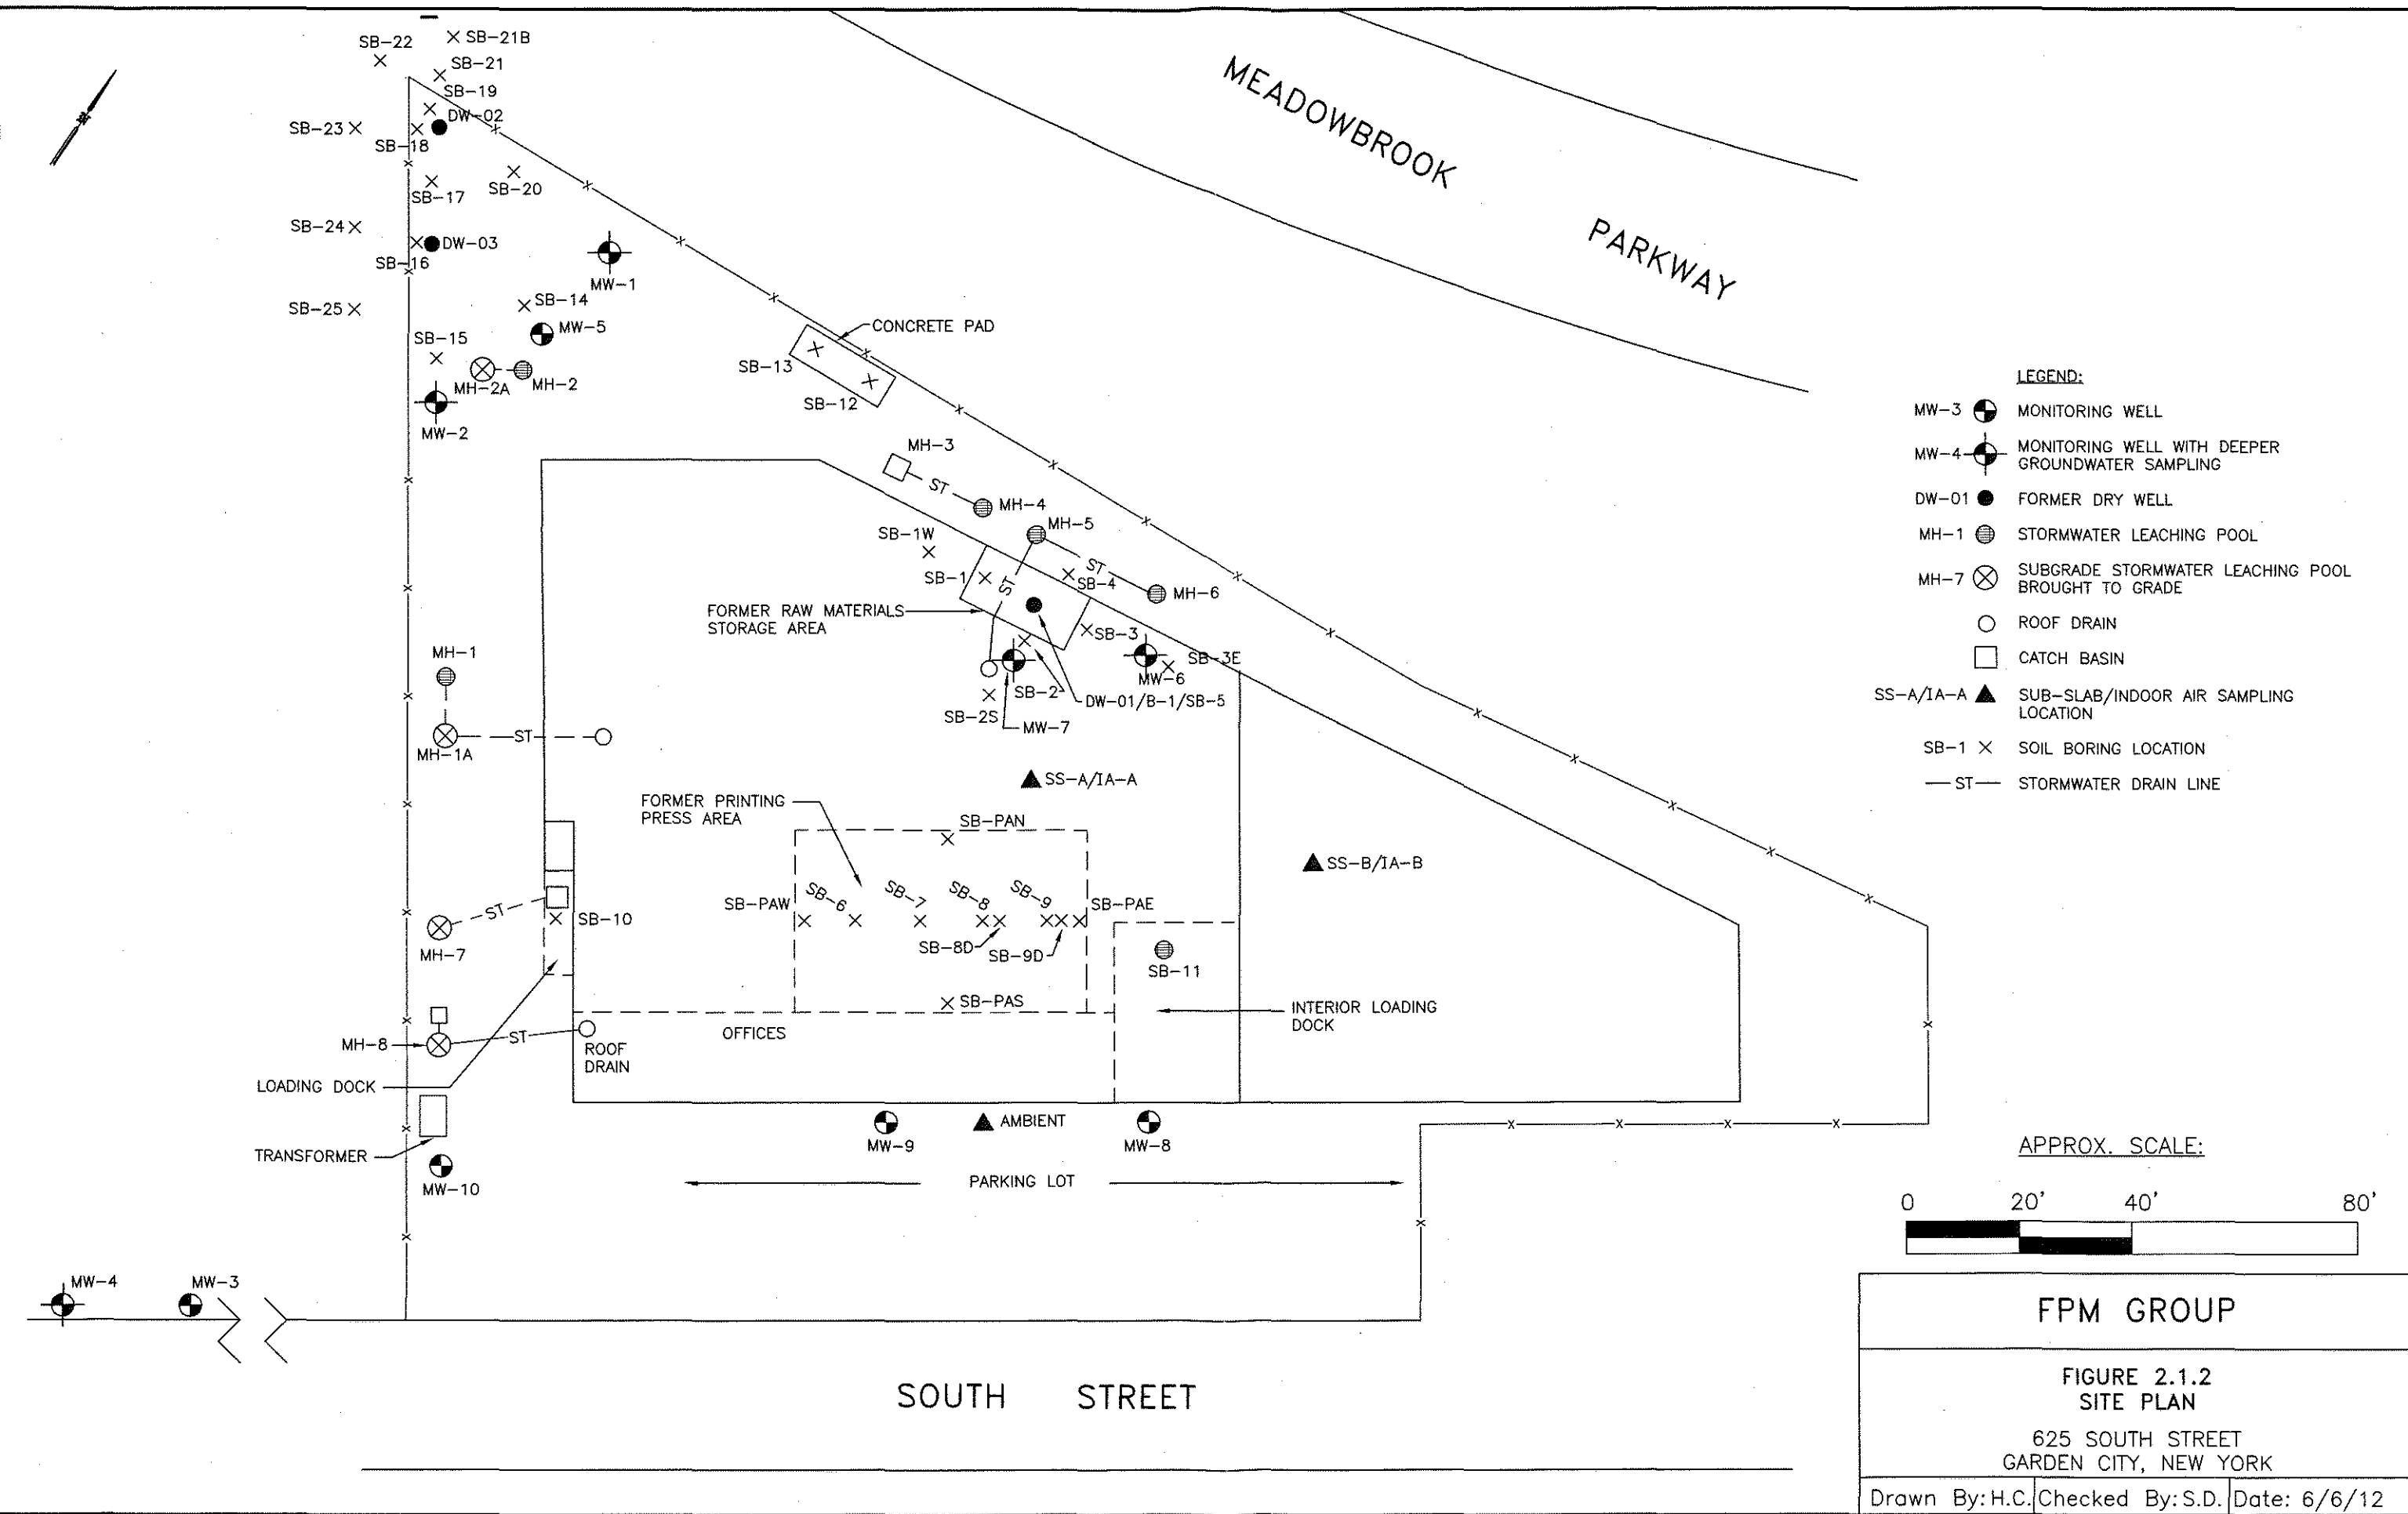 SB-22
SB-21B
SB-21
SB-19
DW-02
SB-23
SB-18
SB-17
SB-20
SB-24
DW-03
SB-16
MW-1
SB-25
SB-14
MW-5
SB-15
MH-2A
MH-2
MW-2
MEADOWBROOK
PARKWAY
CONCRETE PAD
SB-13
SB-12
MH-3
ST
MH-4
MH-5
SB-1W
SB-1
ST
ST
SB-4
MH-6
FORMER RAW MATERIALS
STORAGE AREA
SB-3
SB-3E
MW-6
SB-2
DW-01/B-1/SB-5
SB-2S
MW-7
MH-1
MH-1A
ST
SS-A/IA-A
FORMER PRINTING
PRESS AREA
SB-PAN
SS-B/IA-B
SB-PAW
SB-6
SB-7
SB-8
SB-9
SB-PAE
SB-8D
SB-9D
SB-11
ST
SB-10
MH-7
SB-PAS
INTERIOR LOADING
DOCK
OFFICES
MH-8
ST
ROOF
DRAIN
LOADING DOCK
TRANSFORMER
MW-10
MW-9
AMBIENT
MW-8
PARKING LOT
MW-4
MW-3
SOUTH STREET
LEGEND:
MW-3 MONITORING WELL
MW-4 MONITORING WELL WITH DEEPER
GROUNDWATER SAMPLING
DW-01 FORMER DRY WELL
MH-1 STORMWATER LEACHING POOL
MH-7 SUBGRADE STORMWATER LEACHING POOL
BROUGHT TO GRADE
ROOF DRAIN
CATCH BASIN
SS-A/IA-A SUB-SLAB/INDOOR AIR SAMPLING
LOCATION
SB-1 SOIL BORING LOCATION
ST STORMWATER DRAIN LINE
APPROX. SCALE:
0 20' 40' 80'
FPM GROUP
FIGURE 2.1.2
SITE PLAN
625 SOUTH STREET
GARDEN CITY, NEW YORK
Drawn By: H.C. Checked By: S.D. Date: 6/6/12